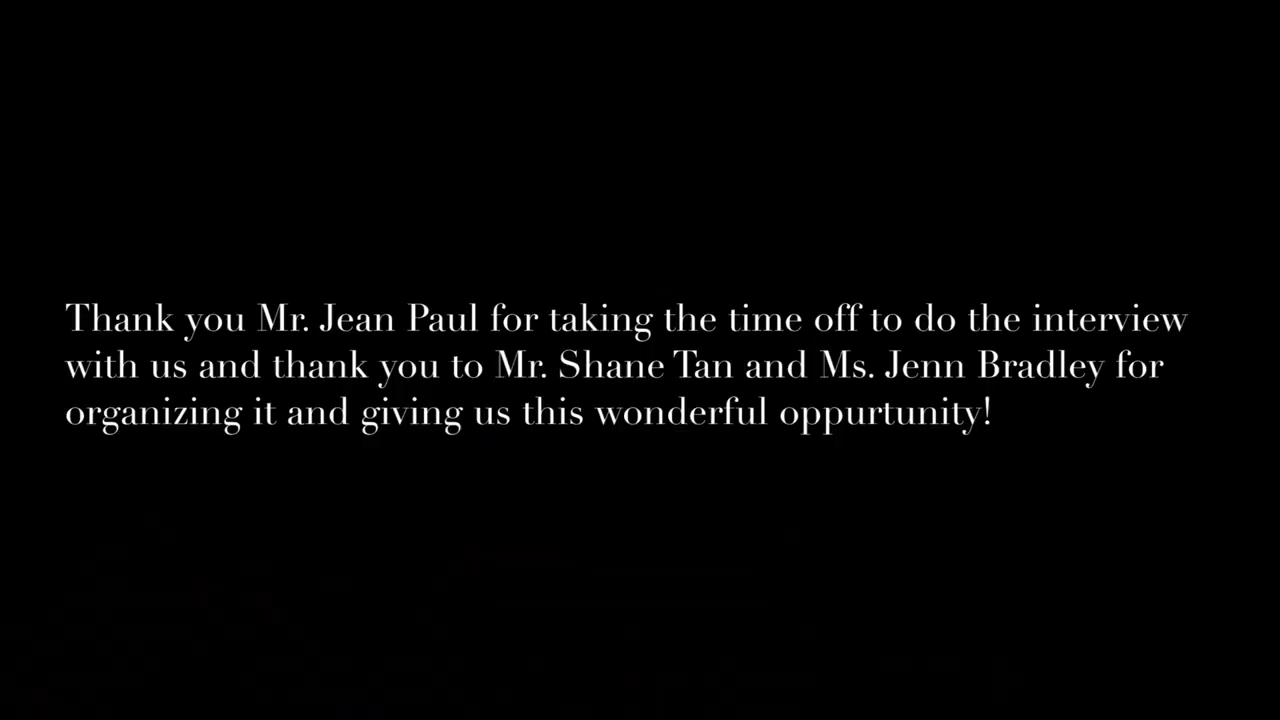 Thank you Mr. Jean Paul for taking the time off to do the interview
with us and thank you to Mr. Shane Tan and Ms. Jenn Bradley for
organizing it and giving us this wonderful oppurtunity!